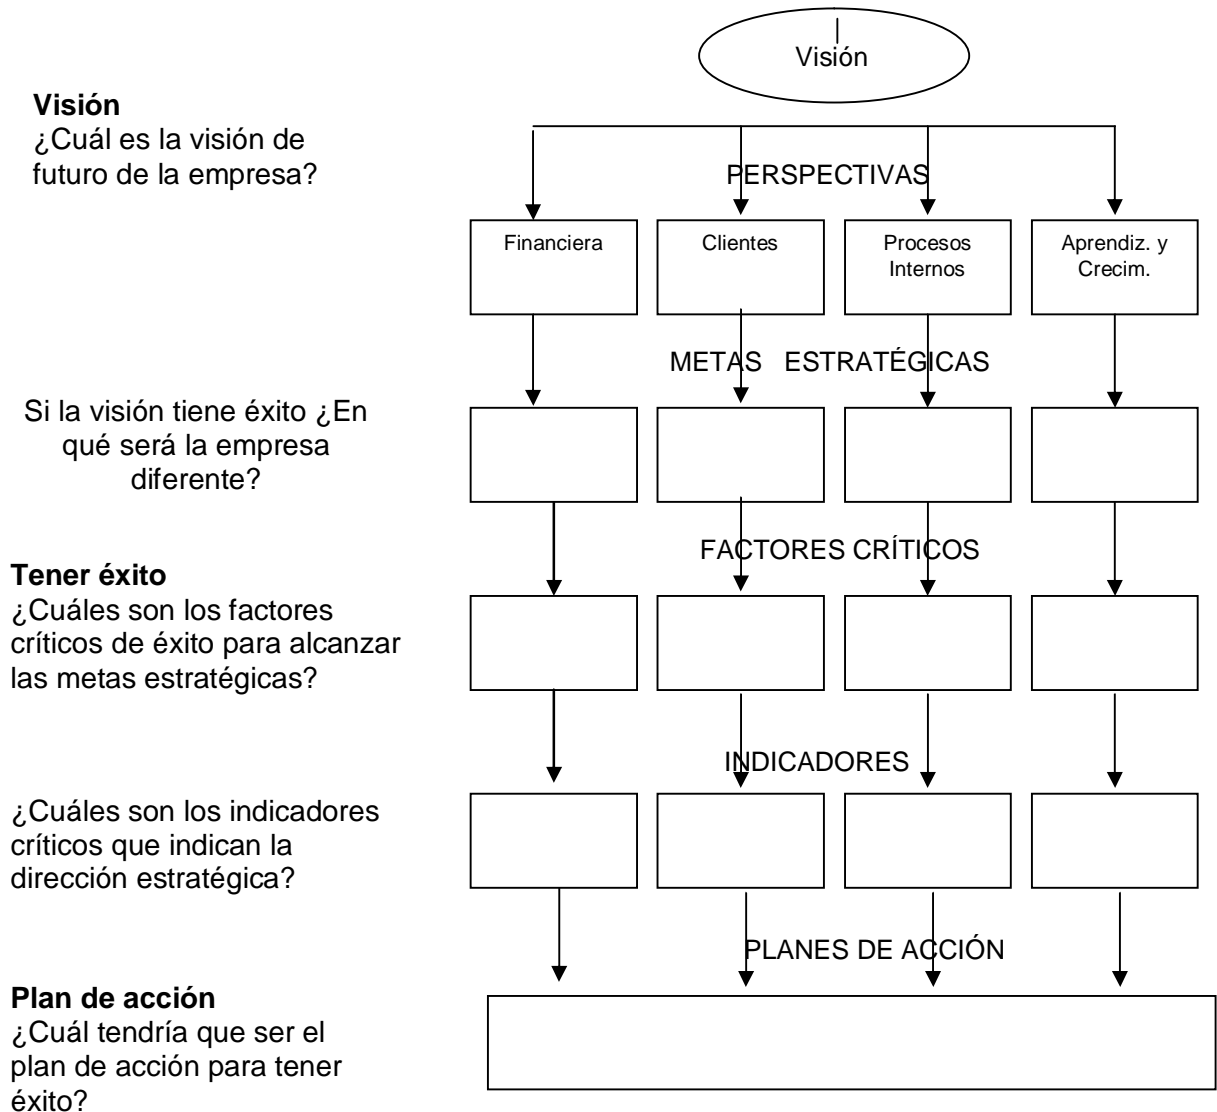 Visión
Visión
¿Cuál es la visión de
futuro de la empresa?
PERSPECTIVAS
Financiera
Clientes
Procesos
Internos
Aprendiz. y
Crecim.
METAS ESTRATÉGICAS
Si la visión tiene éxito ¿En
qué será la empresa
diferente?
FACTORES CRÍTICOS
Tener éxito
¿Cuáles son los factores
críticos de éxito para alcanzar
las metas estratégicas?
INDICADORES
¿Cuáles son los indicadores
críticos que indican la
dirección estratégica?
PLANES DE ACCIÓN
Plan de acción
¿Cuál tendría que ser el
plan de acción para tener
éxito?